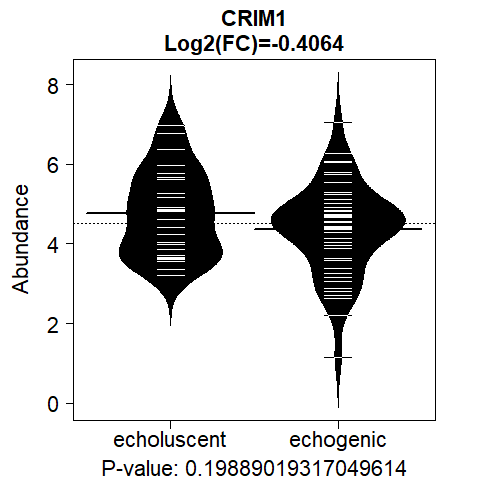 CRIM1
Log2(FC)=-0.4064
8
6
4
2
0
Abundance
echoluscent echogenic
P-value: 0.19889019317049614